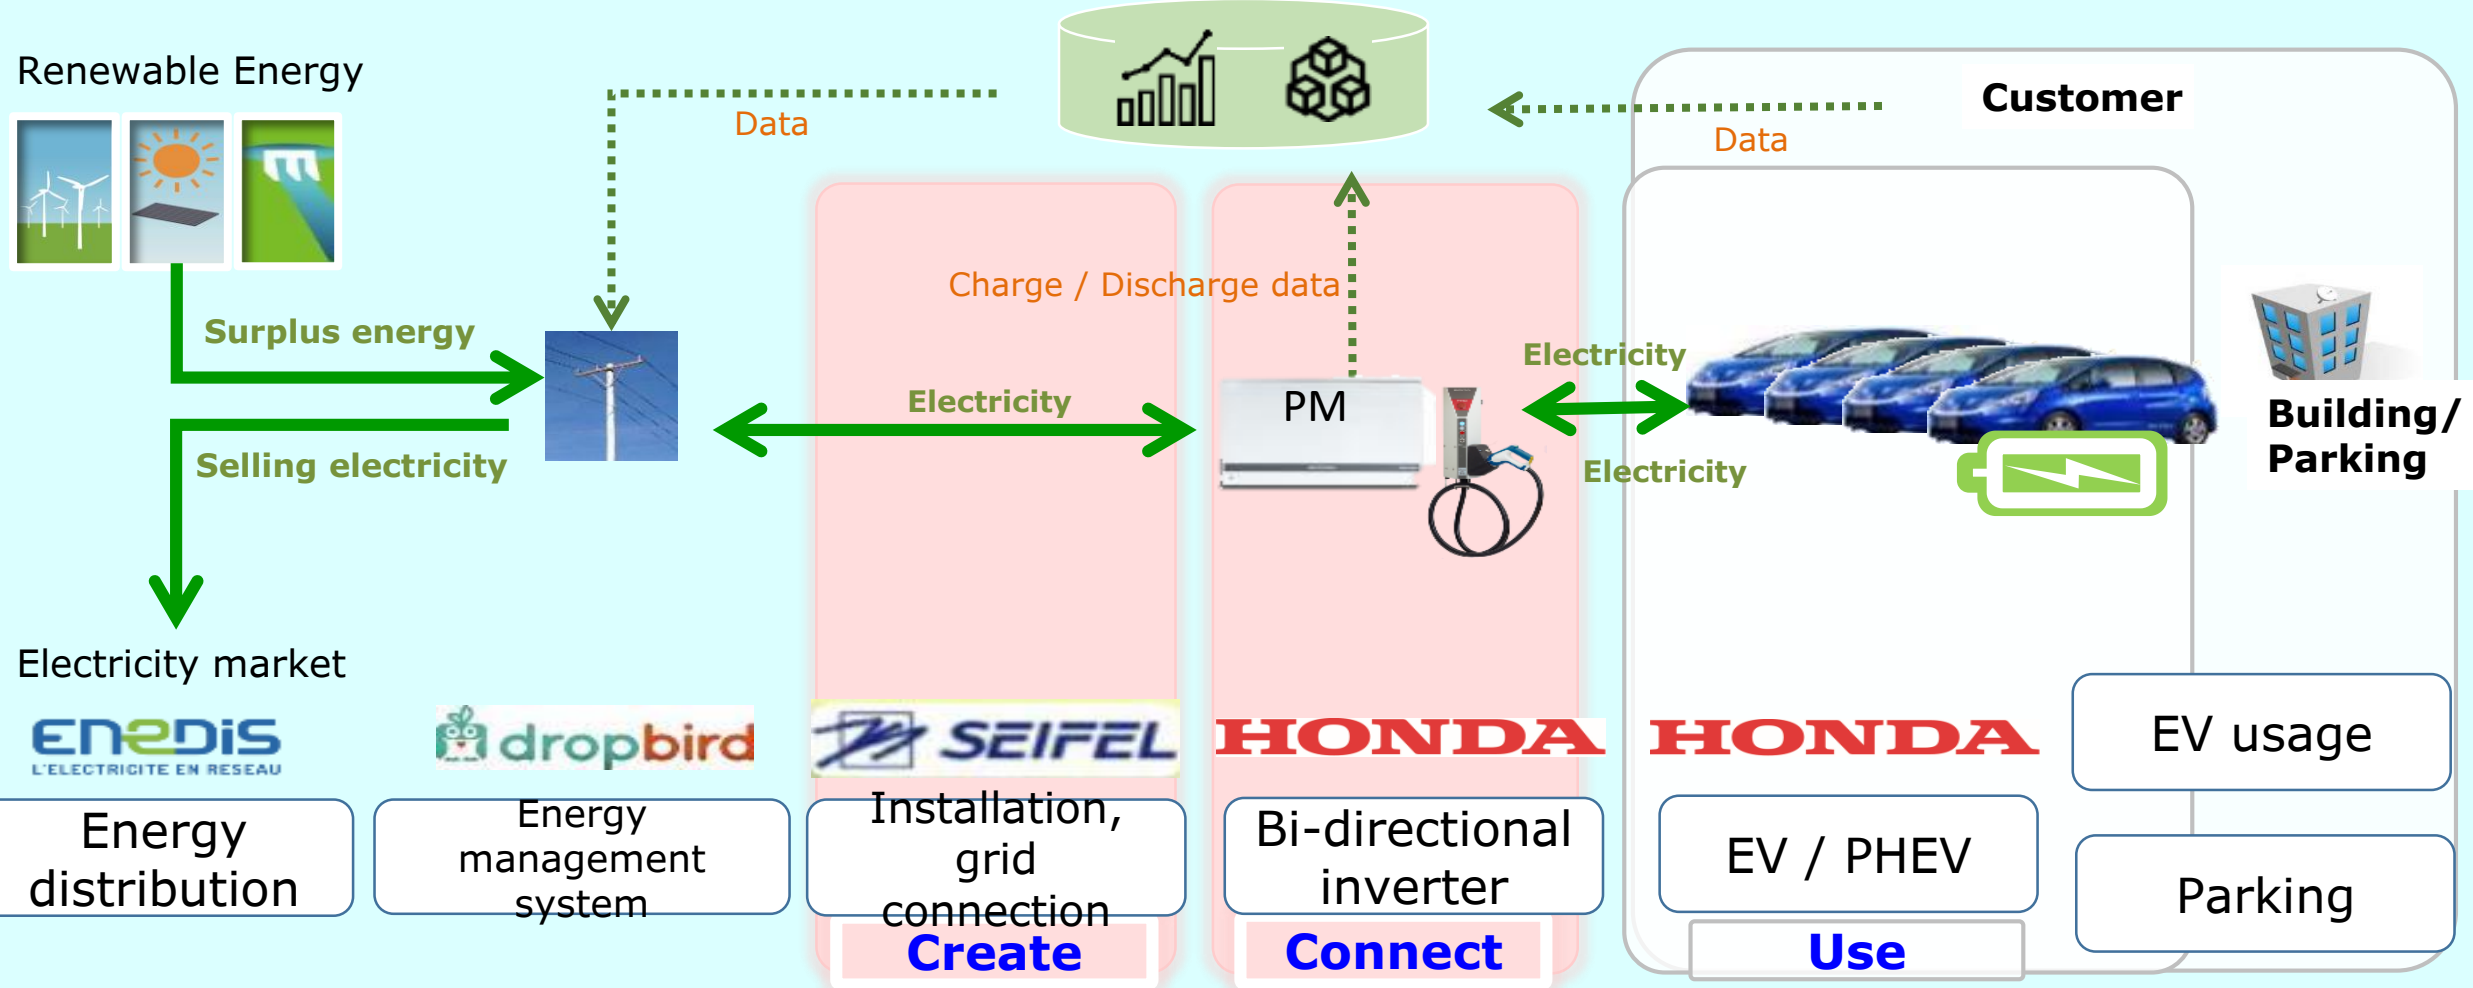 Renewable Energy
Customer
Data
Data
Charge / Discharge data
Surplus energy
Electricity
PM
Electricity
Building/
Parking
Selling electricity
Electricity
Electricity market
ENEDIS
L'ELECTRICITE EN RESEAU
dropbird
SEIFEL
HONDA
HONDA
EV usage
Energy
distribution
Energy
management
system
Installation,
grid
connection
Bi-directional
inverter
EV / PHEV
Parking
Create
Connect
Use